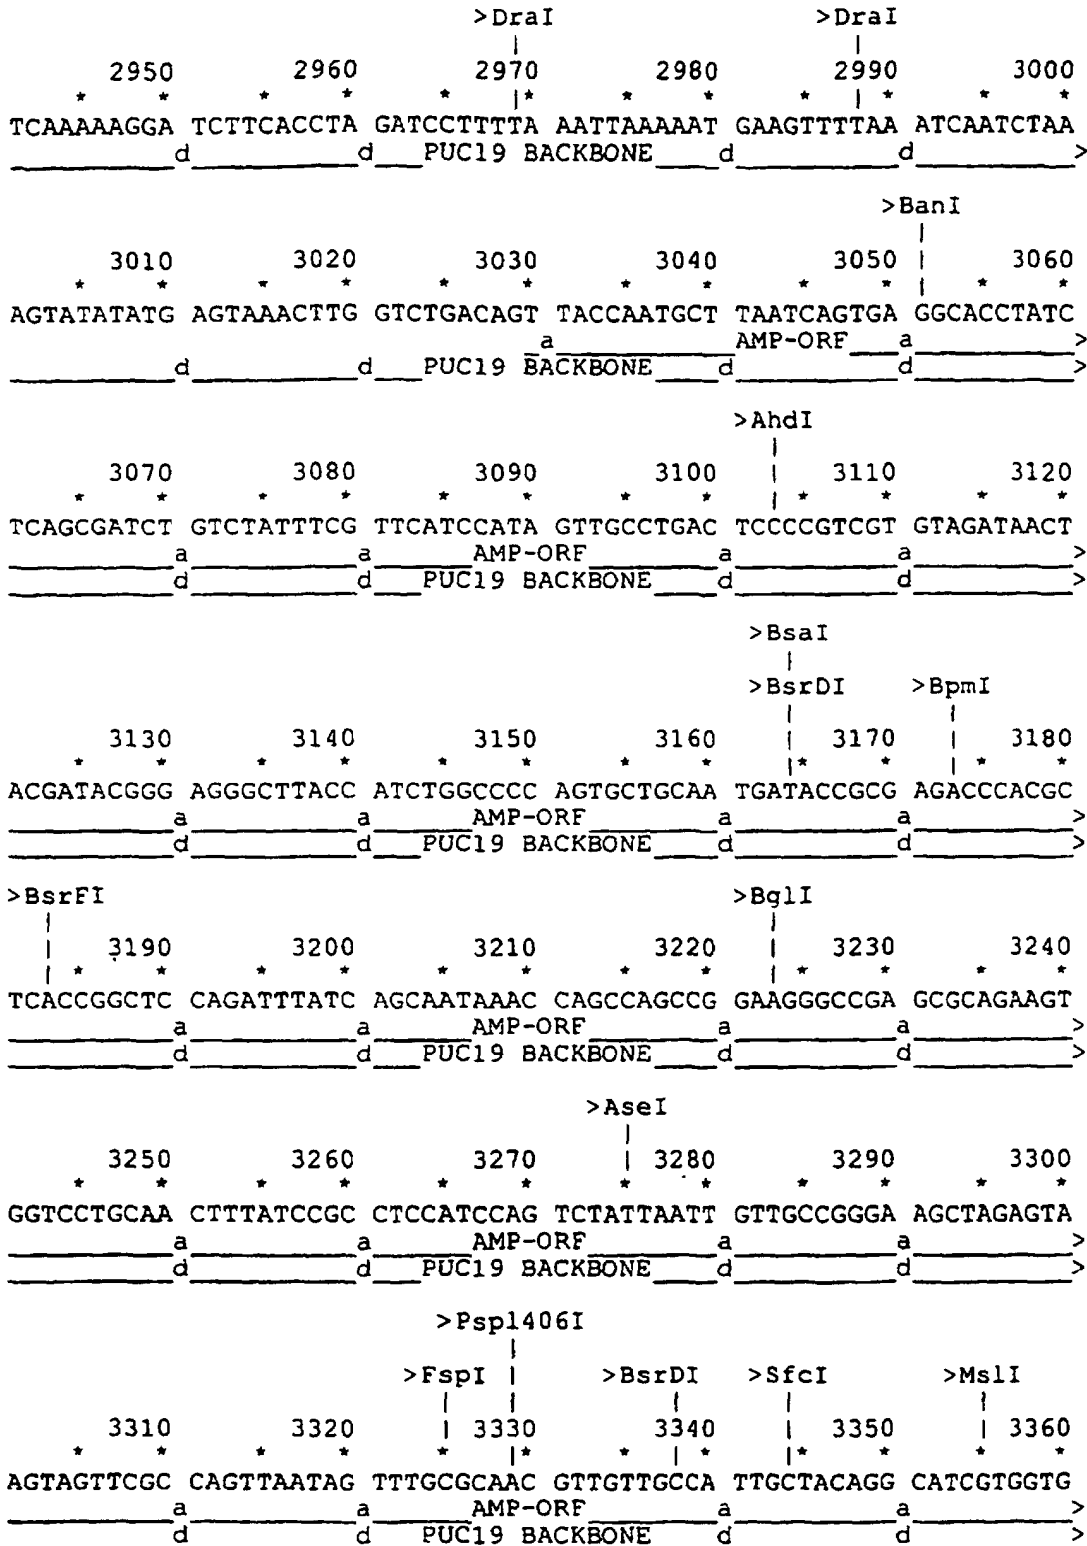 >DraI >DraI
2950 2960 2970 2980 2990 3000
* * * * * * * * * * * *
TCAAAAAGGA TCTTCACCTA GATCCTTTTA AATTAAAAAT GAAGTTTTAA ATCAATCTAA
d d PUC19 BACKBONE d d >
>BanI
3010 3020 3030 3040 3050 3060
* * * * * * * * * * * *
AGTATATATG AGTAAACTTG GTCTGACAGT TACCAATGCT TAATCAGTGA GGCACCTATC
a AMP-ORF a >
d d PUC19 BACKBONE d d >
>AhdI
3070 3080 3090 3100 3110 3120
* * * * * * * * * * * *
TCAGCGATCT GTCTATTTCG TTCATCCATA GTTGCCTGAC TCCCCGTCGT GTAGATAACT
a a AMP-ORF a a >
d d PUC19 BACKBONE d d >
>BsaI
>BsrDI >BpmI
3130 3140 3150 3160 3170 3180
* * * * * * * * * * * *
ACGATACGGG AGGGCTTACC ATCTGGCCCC AGTGCTGCAA TGATACCGCG AGACCCACGC
a a AMP-ORF a a >
d d PUC19 BACKBONE d d >
>BsrFI >BglI
3190 3200 3210 3220 3230 3240
* * * * * * * * * * * *
TCACCGGCTC CAGATTTATC AGCAATAAAC CAGCCAGCCG GAAGGGCCGA GCGCAGAAGT
a a AMP-ORF a a >
d d PUC19 BACKBONE d d >
>AseI
3250 3260 3270 3280 3290 3300
* * * * * * * * * * * *
GGTCCTGCAA CTTTATCCGC CTCCATCCAG TCTATTAATT GTTGCCGGGA AGCTAGAGTA
a a AMP-ORF a a >
d d PUC19 BACKBONE d d >
>Psp1406I
>FspI >BsrDI >SfcI >MslI
3310 3320 3330 3340 3350 3360
* * * * * * * * * * * *
AGTAGTTCGC CAGTTAATAG TTTGCGCAAC GTTGTTGCCA TTGCTACAGG CATCGTGGTG
a a AMP-ORF a a >
d d PUC19 BACKBONE d d >